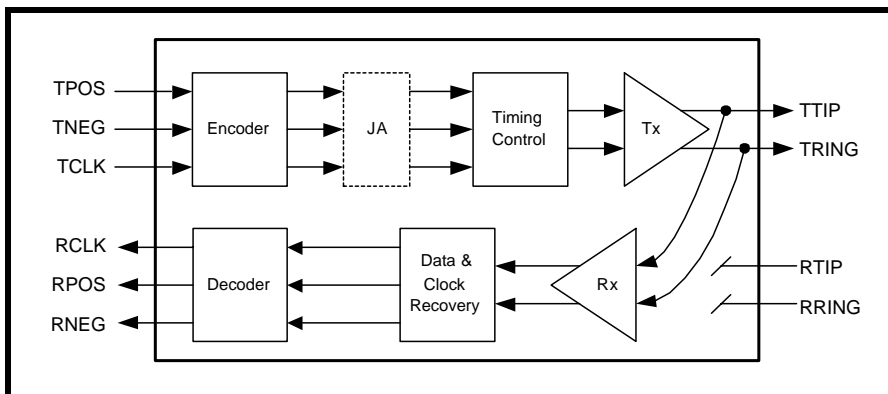 TPOS
TNEG
TCLK
Encoder
JA
Timing
Control
Tx
TTIP
TRING
RCLK
RPOS
RNEG
Decoder
Data &
Clock
Recovery
Rx
RTIP
RRING